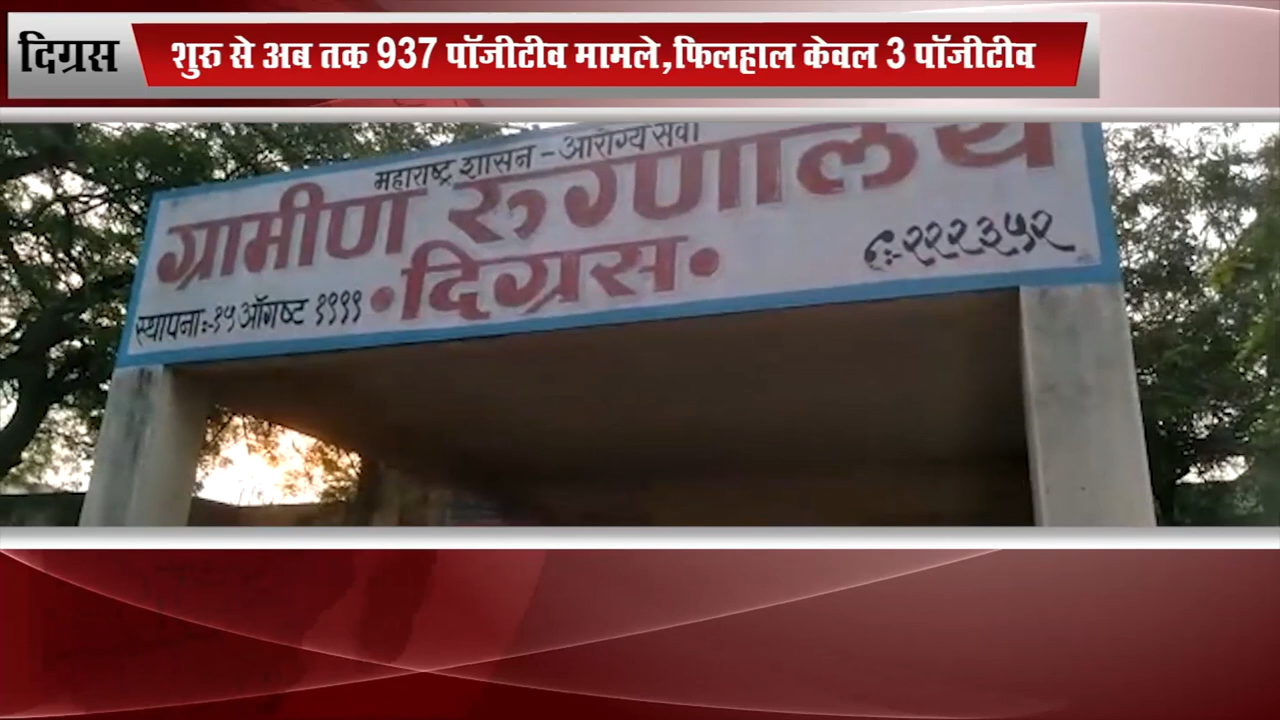 दिग्रस
शुरु से अब तक 937 पॉजीटीव मामले,फिलहाल केवल 3 पॉजीटीव
महाराष्ट्र शासन - आरोग्य सेवा
ग्रामीण रुग्णालय
•दिग्रस•
स्थापना:-१५ ऑगष्ट १९९९
२२२३५२